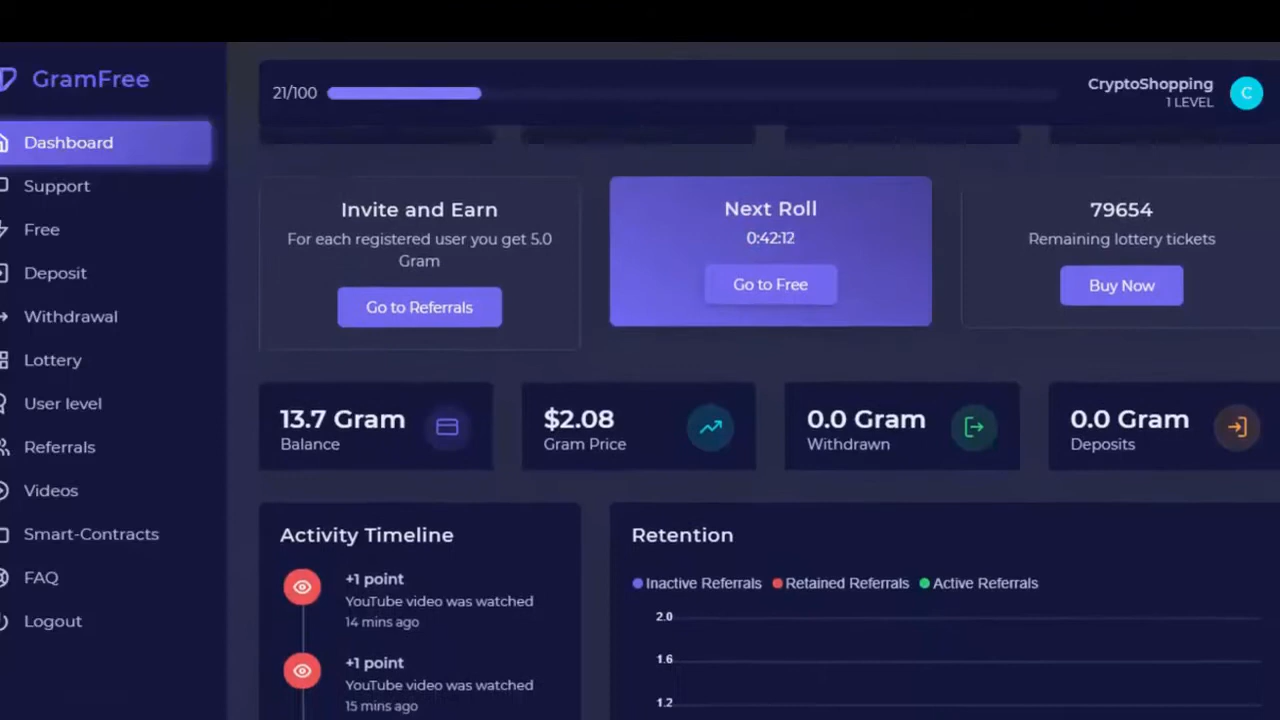 GramFree
Dashboard
Support
Free
Deposit
Withdrawal
Lottery
User level
Referrals
Videos
Smart-Contracts
FAQ
Logout
21/100
CryptoShopping
1 LEVEL
C
Invite and Earn
For each registered user you get 5.0
Gram
Go to Referrals
Next Roll
0:42:12
Go to Free
79654
Remaining lottery tickets
Buy Now
13.7 Gram
Balance
$2.08
Gram Price
0.0 Gram
Withdrawn
0.0 Gram
Deposits
Activity Timeline
+1 point
YouTube video was watched
14 mins ago
+1 point
YouTube video was watched
15 mins ago
Retention
Inactive Referrals Retained Referrals Active Referrals
2.0
1.6
1.2